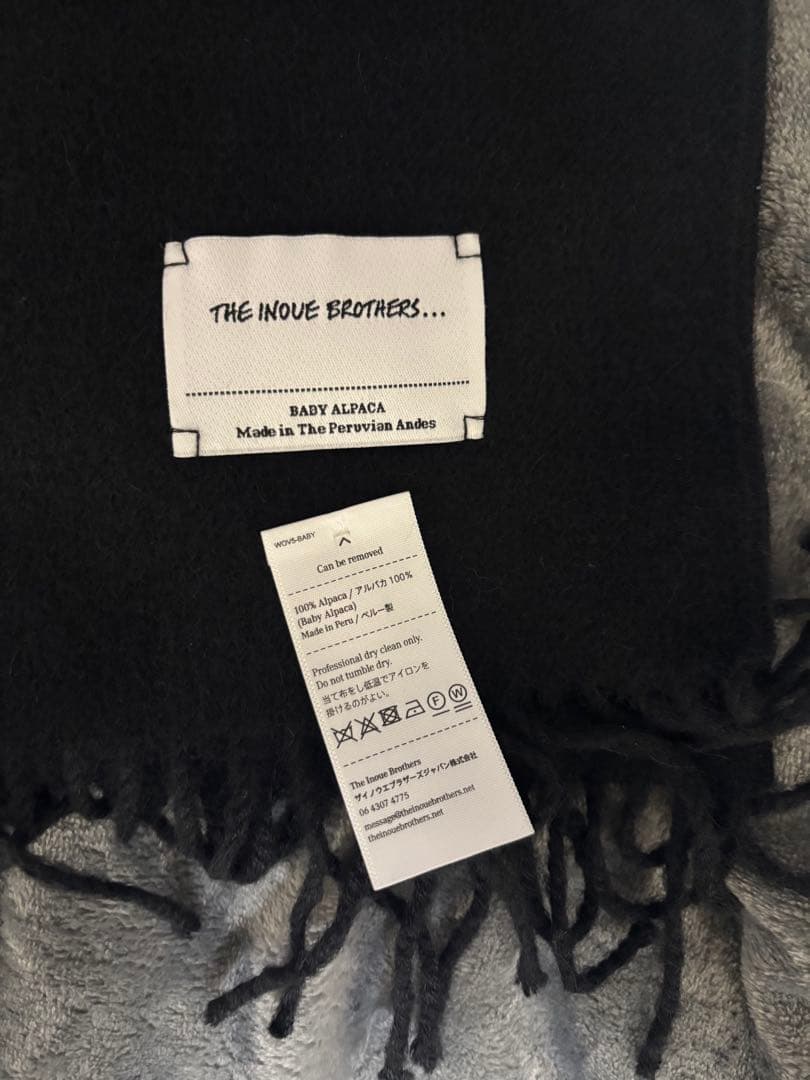 THE INOUE BROTHERS...
BABY ALPACA
Made in The Peruvian Andes
WOVS-BABY
Can be removed
100% Alpaca / アルパカ 100%
(Baby Alpaca)
Made in Peru / ペルー製
Professional dry clean only.
Do not tumble dry.
当て布をし低温でアイロンを
掛けるのがよい。
F W
The Inoue Brothers
ザイノウエブラザーズジャパン株式会社
06 4307 4775
message@theinouebrothers.net
theinouebrothers.net